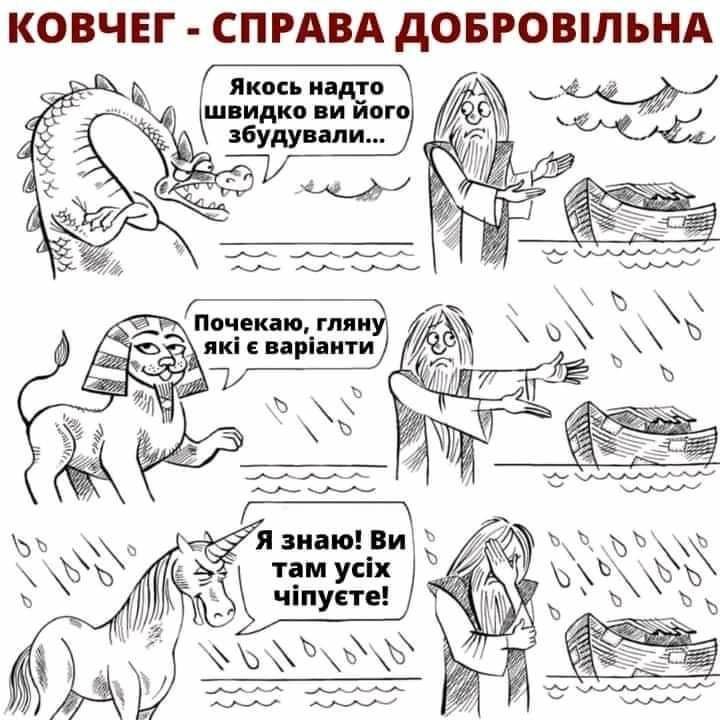 КОВЧЕГ - СПРАВА ДОБРОВІЛЬНА
Якось надто
швидко ви його
збудували...
Почекаю, гляну
які є варіанти
Я знаю! Ви
там усіх
чіпуєте!